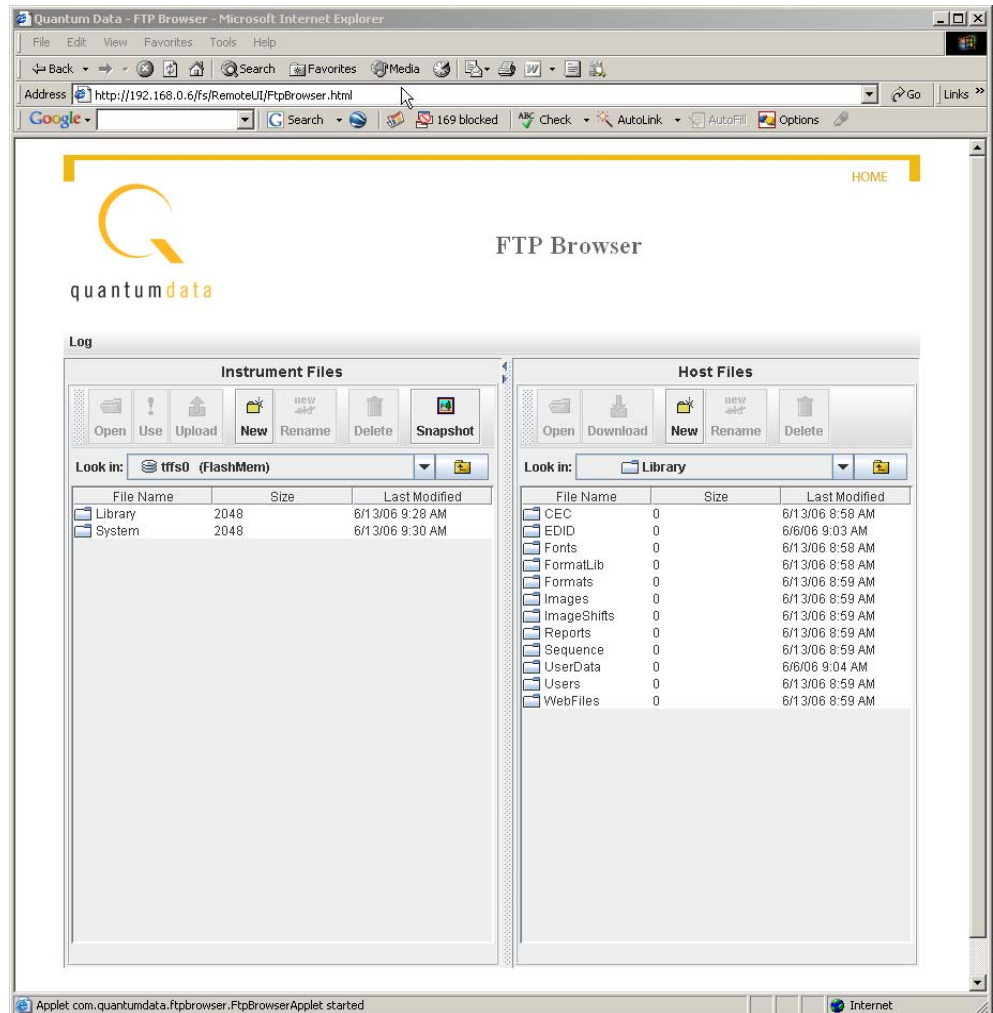 Quantum Data - FTP Browser - Microsoft Internet Explorer
File Edit View Favorites Tools Help
Back Search Favorites Media
Address http://192.168.0.6/fs/RemoteUI/FtpBrowser.html Go Links »
Google Search 169 blocked ABC Check AutoLink AutoFill Options
HOME
FTP Browser
quantumdata
Log
Instrument Files
Open Use Upload New new old Rename Delete Snapshot
Look in: tffs0 (FlashMem)
File Name Size Last Modified
Library 2048 6/13/06 9:28 AM
System 2048 6/13/06 9:30 AM
Host Files
Open Download New new old Rename Delete
Look in: Library
File Name Size Last Modified
CEC 0 6/13/06 8:58 AM
EDID 0 6/6/06 9:03 AM
Fonts 0 6/13/06 8:58 AM
FormatLib 0 6/13/06 8:58 AM
Formats 0 6/13/06 8:59 AM
Images 0 6/13/06 8:59 AM
ImageShifts 0 6/13/06 8:59 AM
Reports 0 6/13/06 8:59 AM
Sequence 0 6/13/06 8:59 AM
UserData 0 6/6/06 9:04 AM
Users 0 6/13/06 8:59 AM
WebFiles 0 6/13/06 8:59 AM
Applet com.quantumdata.ftpbrowser.FtpBrowserApplet started Internet